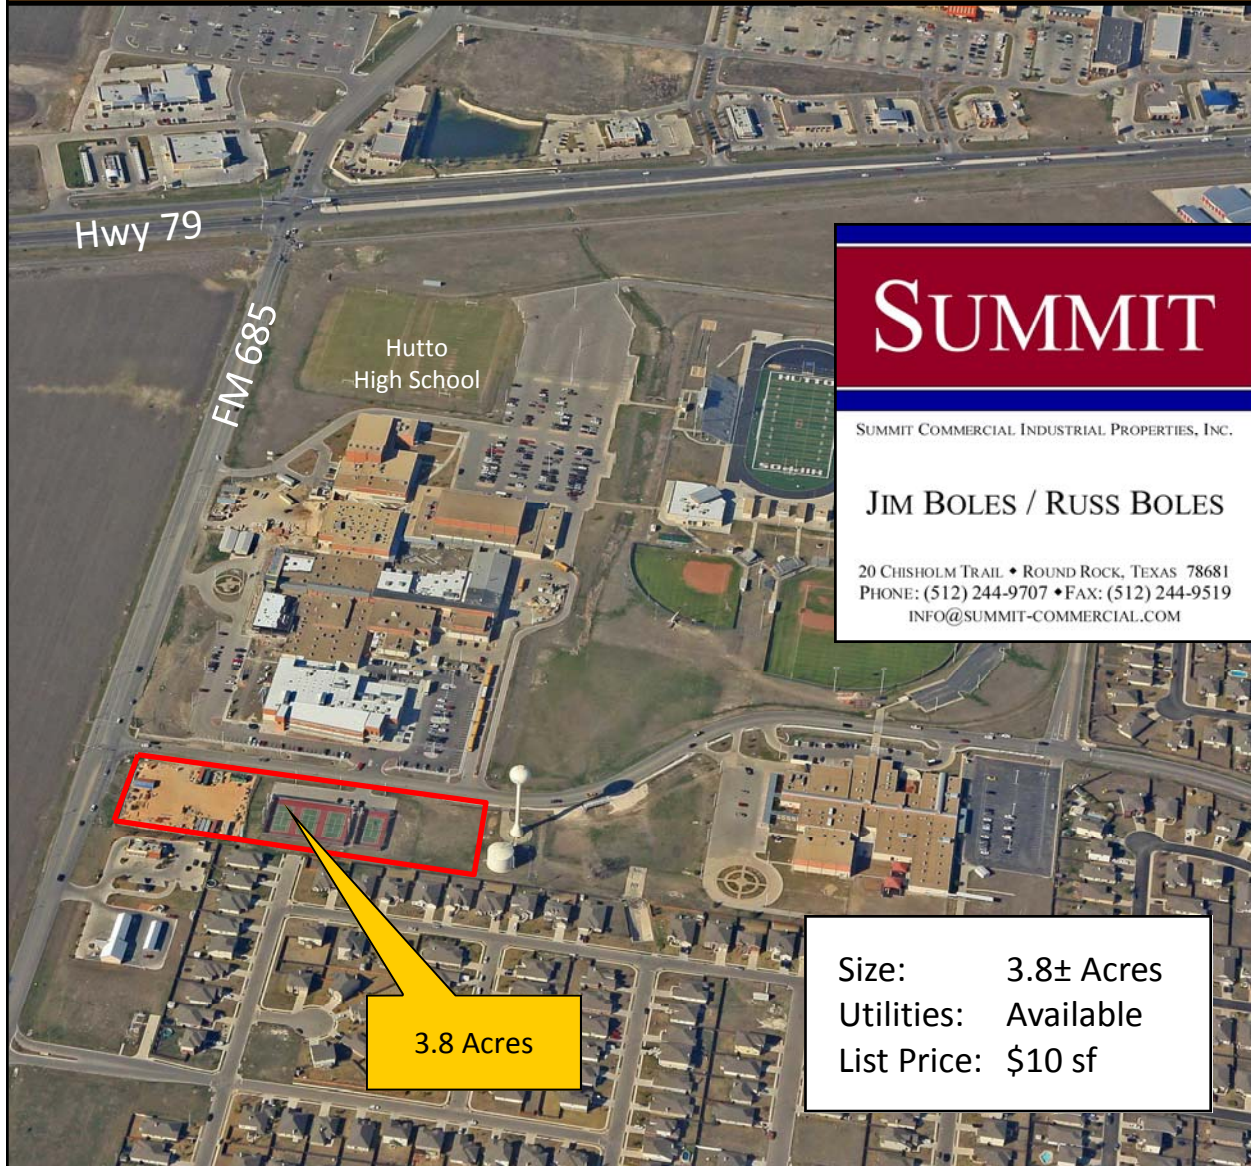 Hwy 79
FM 685
Hutto
High School
HUTTO
HIPPOS
SUMMIT
SUMMIT COMMERCIAL INDUSTRIAL PROPERTIES, INC.
JIM BOLES / RUSS BOLES
20 CHISHOLM TRAIL ◆ ROUND ROCK, TEXAS 78681
PHONE: (512) 244-9707 ◆ FAX: (512) 244-9519
INFO@SUMMIT-COMMERCIAL.COM
3.8 Acres
Size: 3.8± Acres
Utilities: Available
List Price: $10 sf